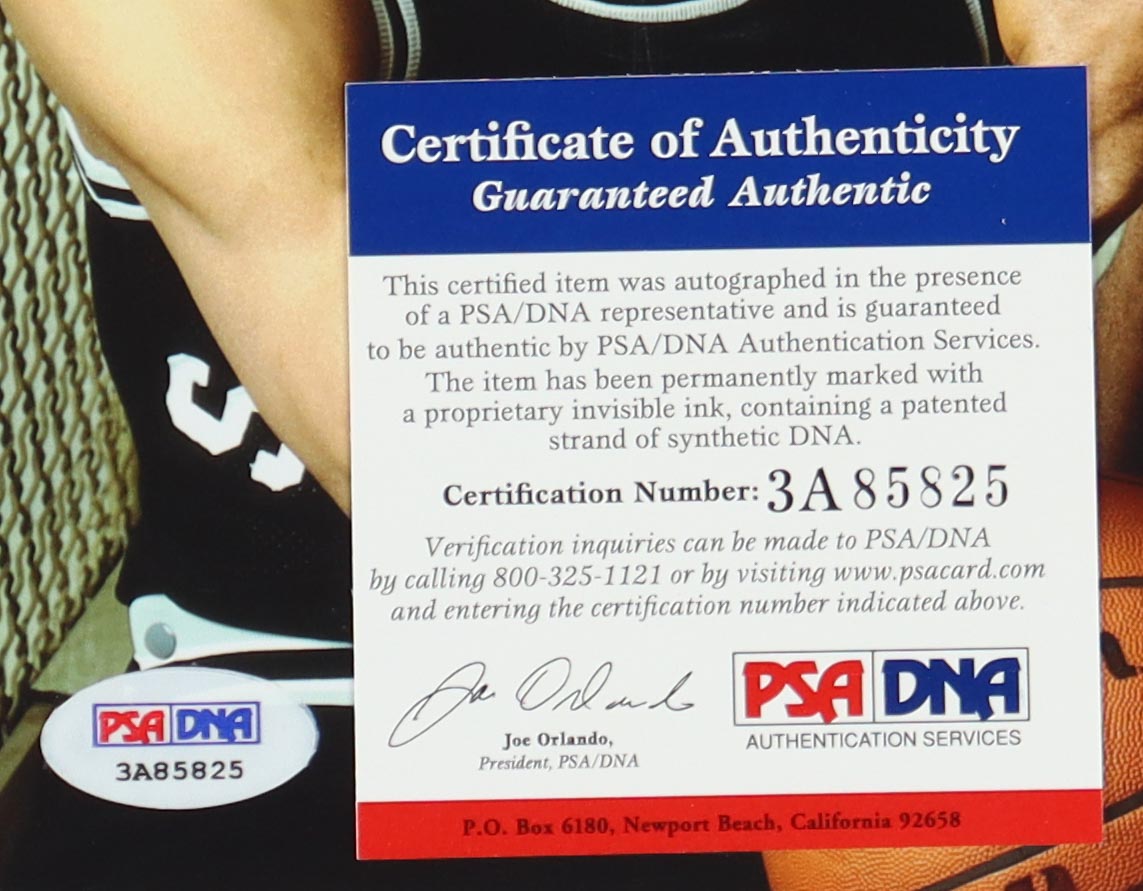 Certificate of Authenticity
Guaranteed Authentic
This certified item was autographed in the presence
of a PSA/DNA representative and is guaranteed
to be authentic by PSA/DNA Authentication Services.
The item has been permanently marked with
a proprietary invisible ink, containing a patented
strand of synthetic DNA.
Certification Number: 3A85825
Verification inquiries can be made to PSA/DNA
by calling 800-325-1121 or by visiting www.psacard.com
and entering the certification number indicated above.
Joe Orlando
Joe Orlando,
President, PSA/DNA
PSA DNA
AUTHENTICATION SERVICES
P.O. Box 6180, Newport Beach, California 92658
PSA DNA
3A85825